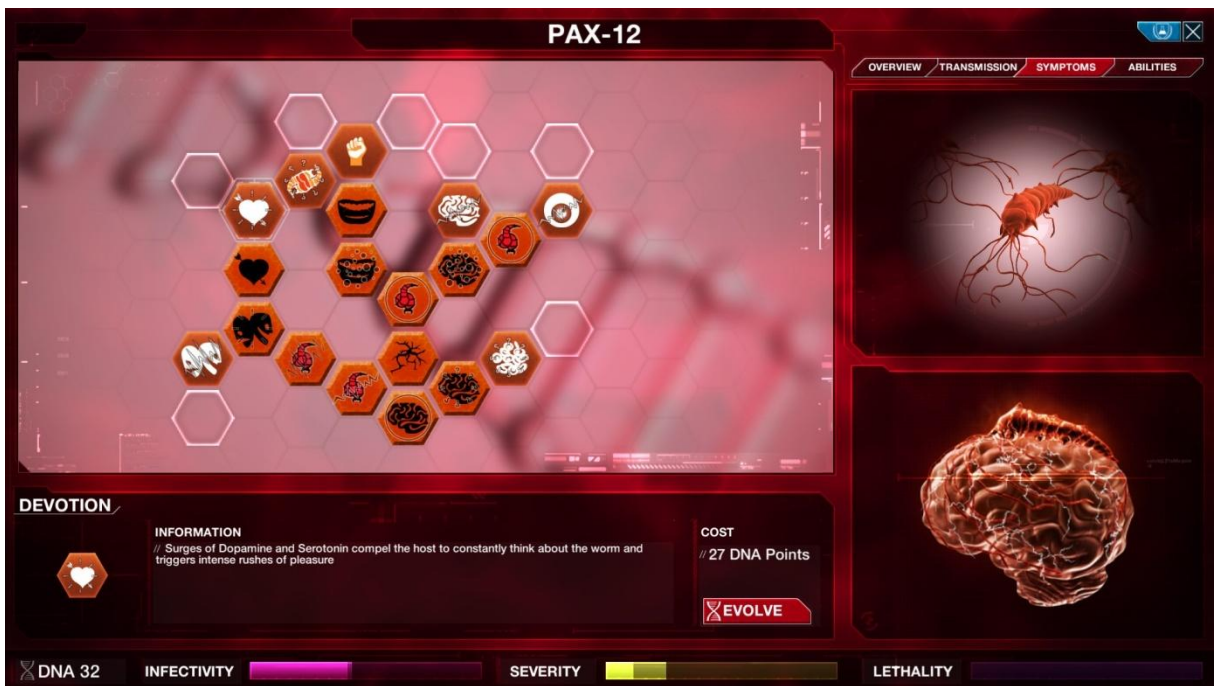 PAX-12
OVERVIEW
TRANSMISSION
SYMPTOMS
ABILITIES
DEVOTION
INFORMATION
// Surges of Dopamine and Serotonin compel the host to constantly think about the worm and
triggers intense rushes of pleasure
COST
// 27 DNA Points
EVOLVE
DNA 32
INFECTIVITY
SEVERITY
LETHALITY